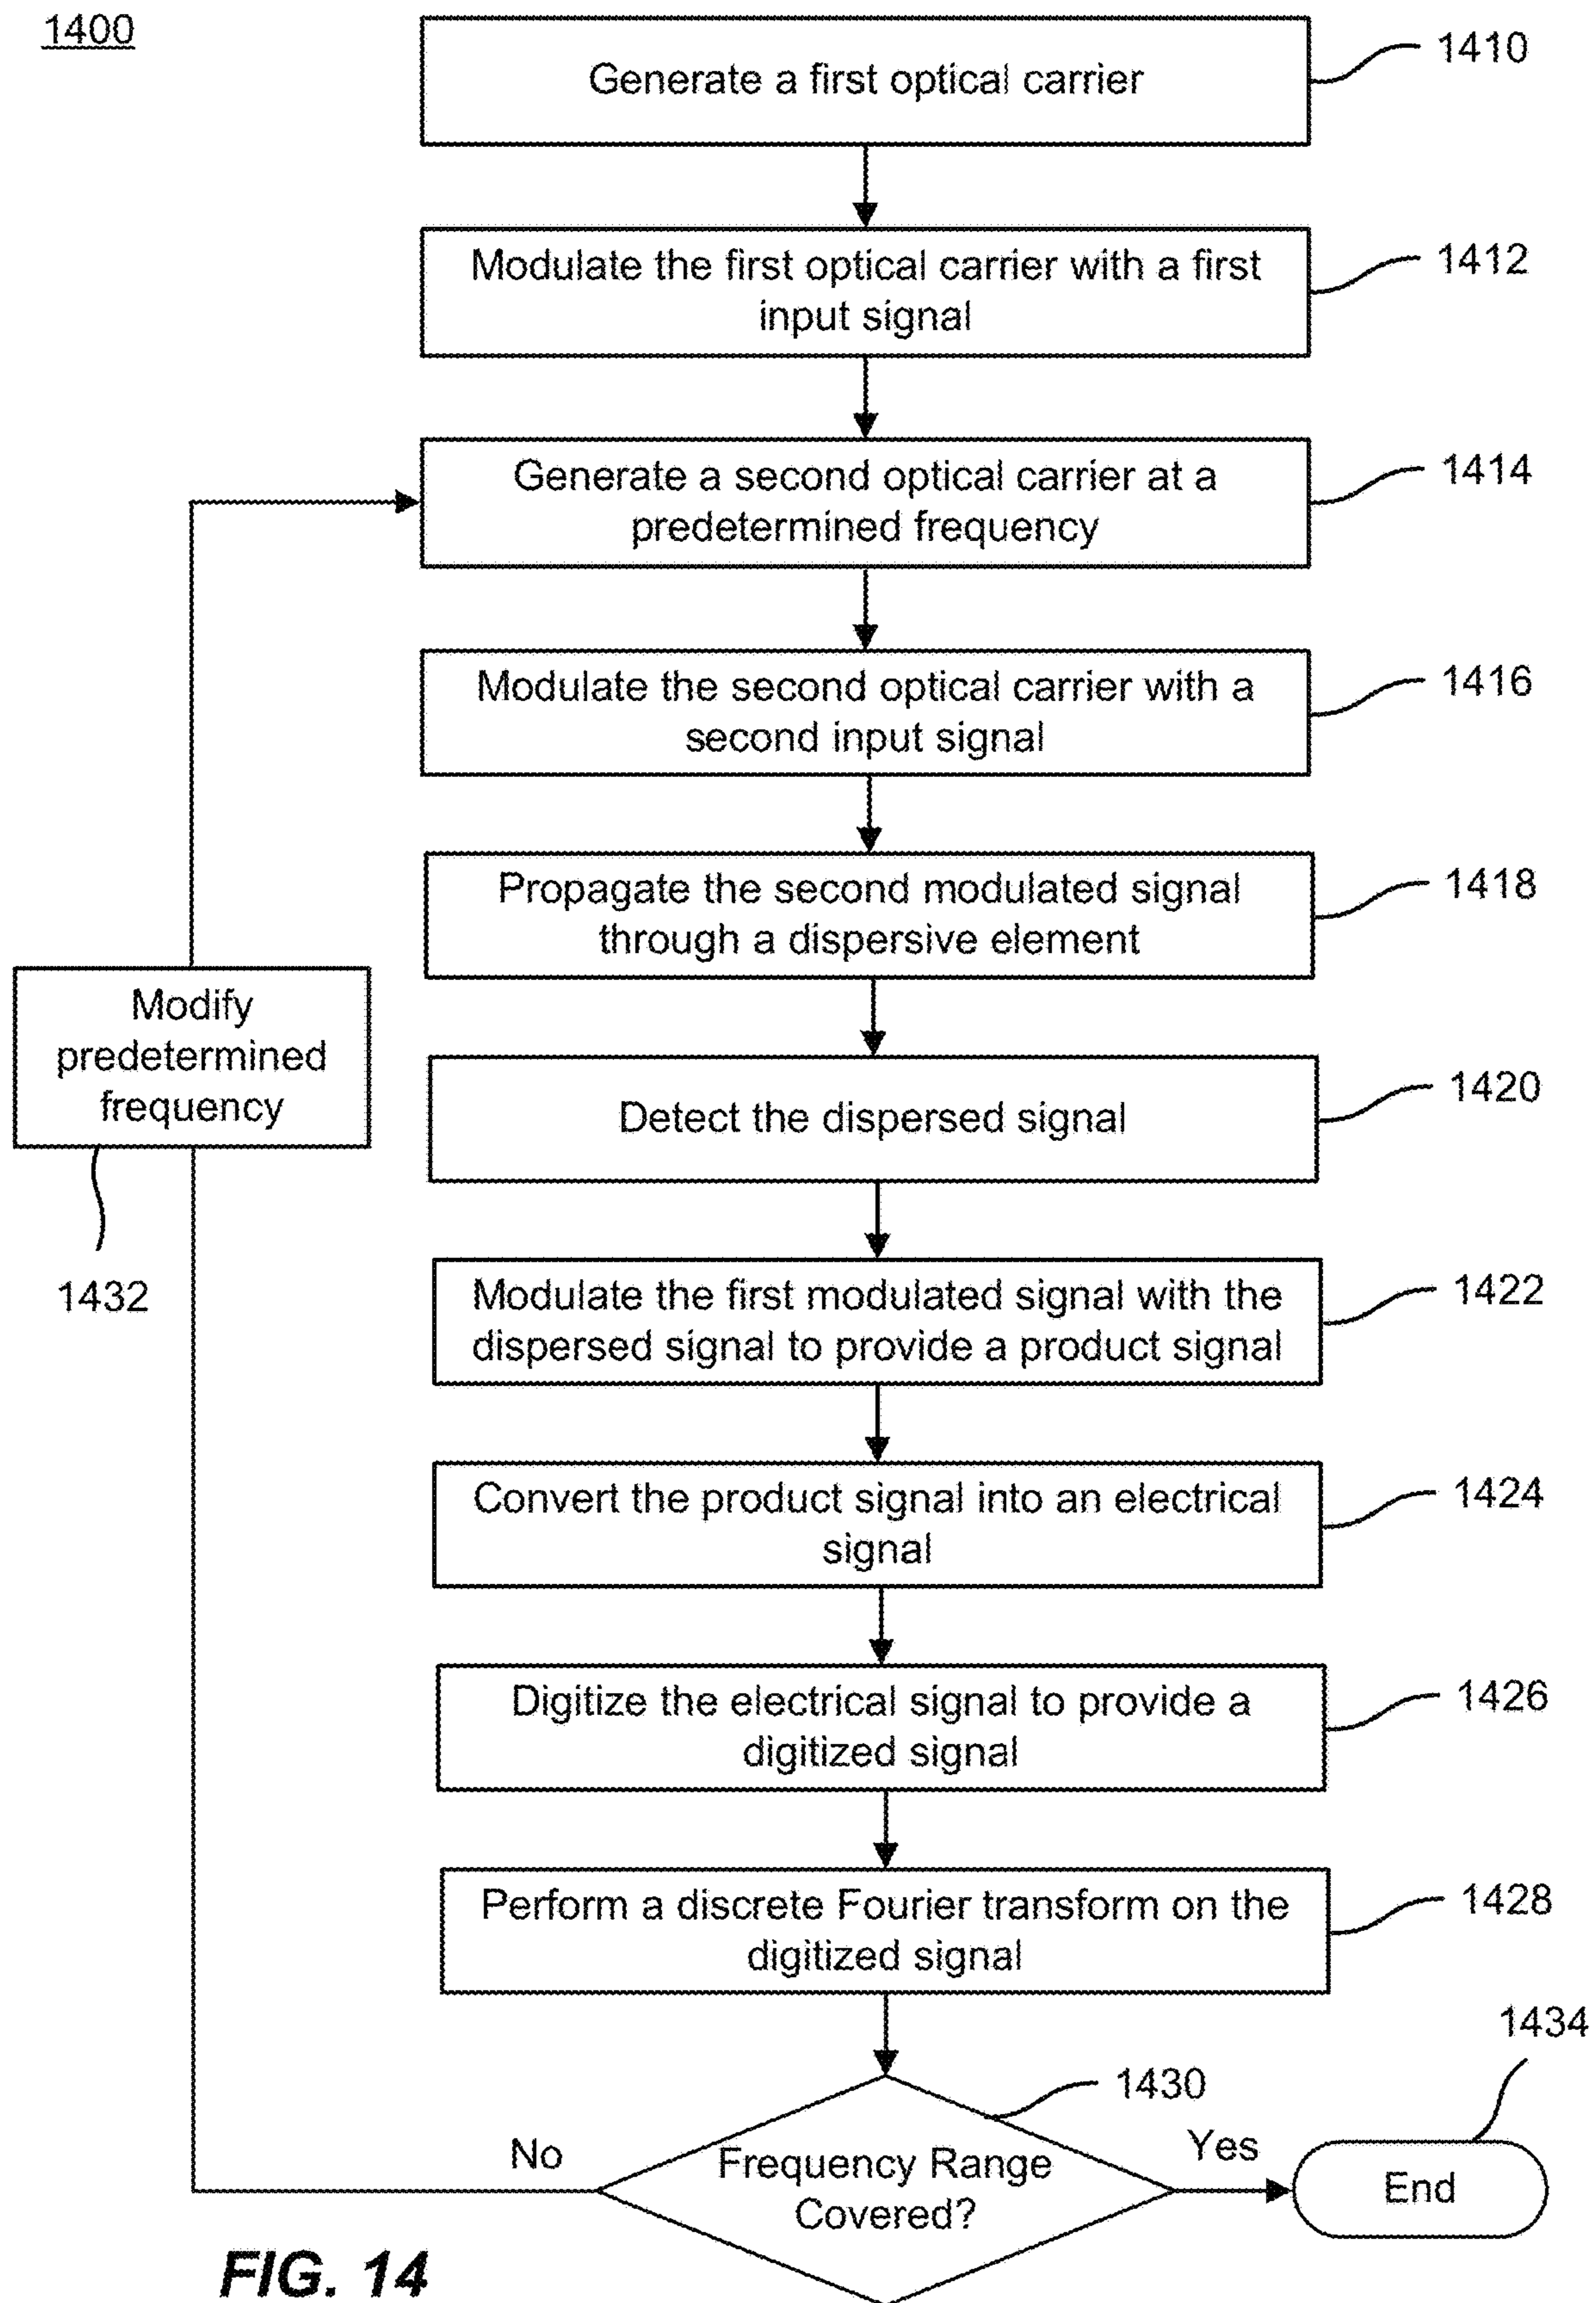 1400
Generate a first optical carrier
1410
Modulate the first optical carrier with a first
input signal
1412
Generate a second optical carrier at a
predetermined frequency
1414
Modulate the second optical carrier with a
second input signal
1416
Propagate the second modulated signal
through a dispersive element
1418
Modify
predetermined
frequency
1432
Detect the dispersed signal
1420
Modulate the first modulated signal with the
dispersed signal to provide a product signal
1422
Convert the product signal into an electrical
signal
1424
Digitize the electrical signal to provide a
digitized signal
1426
Perform a discrete Fourier transform on the
digitized signal
1428
1430
1434
No
Frequency Range
Covered?
Yes
End
FIG. 14